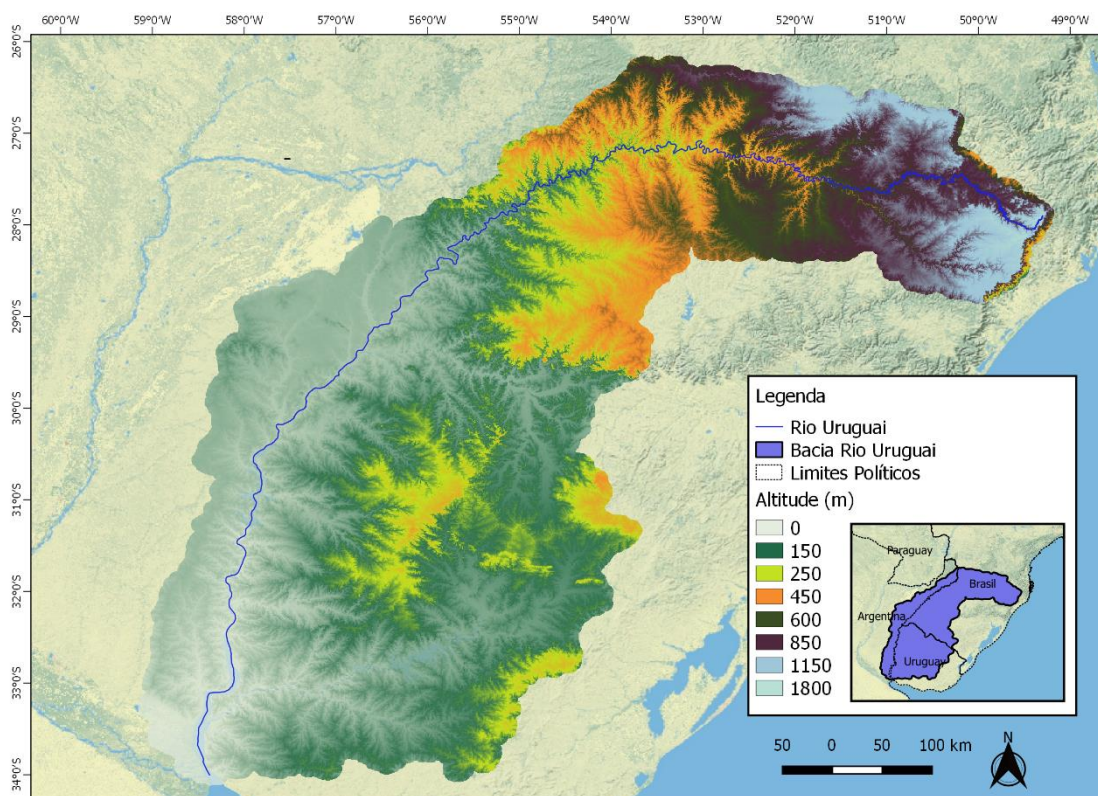 60°0 59°0 58°0 57°0 56°0 55°0 54°0 53°0 52°0 51°0 50°0 49°0
26°0'S
27°0'S
28°0'S
29°0'S
30°0'S
31°0'S
32°0'S
33°0'S
34°0'S
Legenda
Rio Uruguai
Bacia Rio Uruguai
Limites Políticos
Altitude (m)
0
150
250
450
600
850
1150
1800
Paraguay
Brasil
Argentina
Uruguay
50 0 50 100 km
N